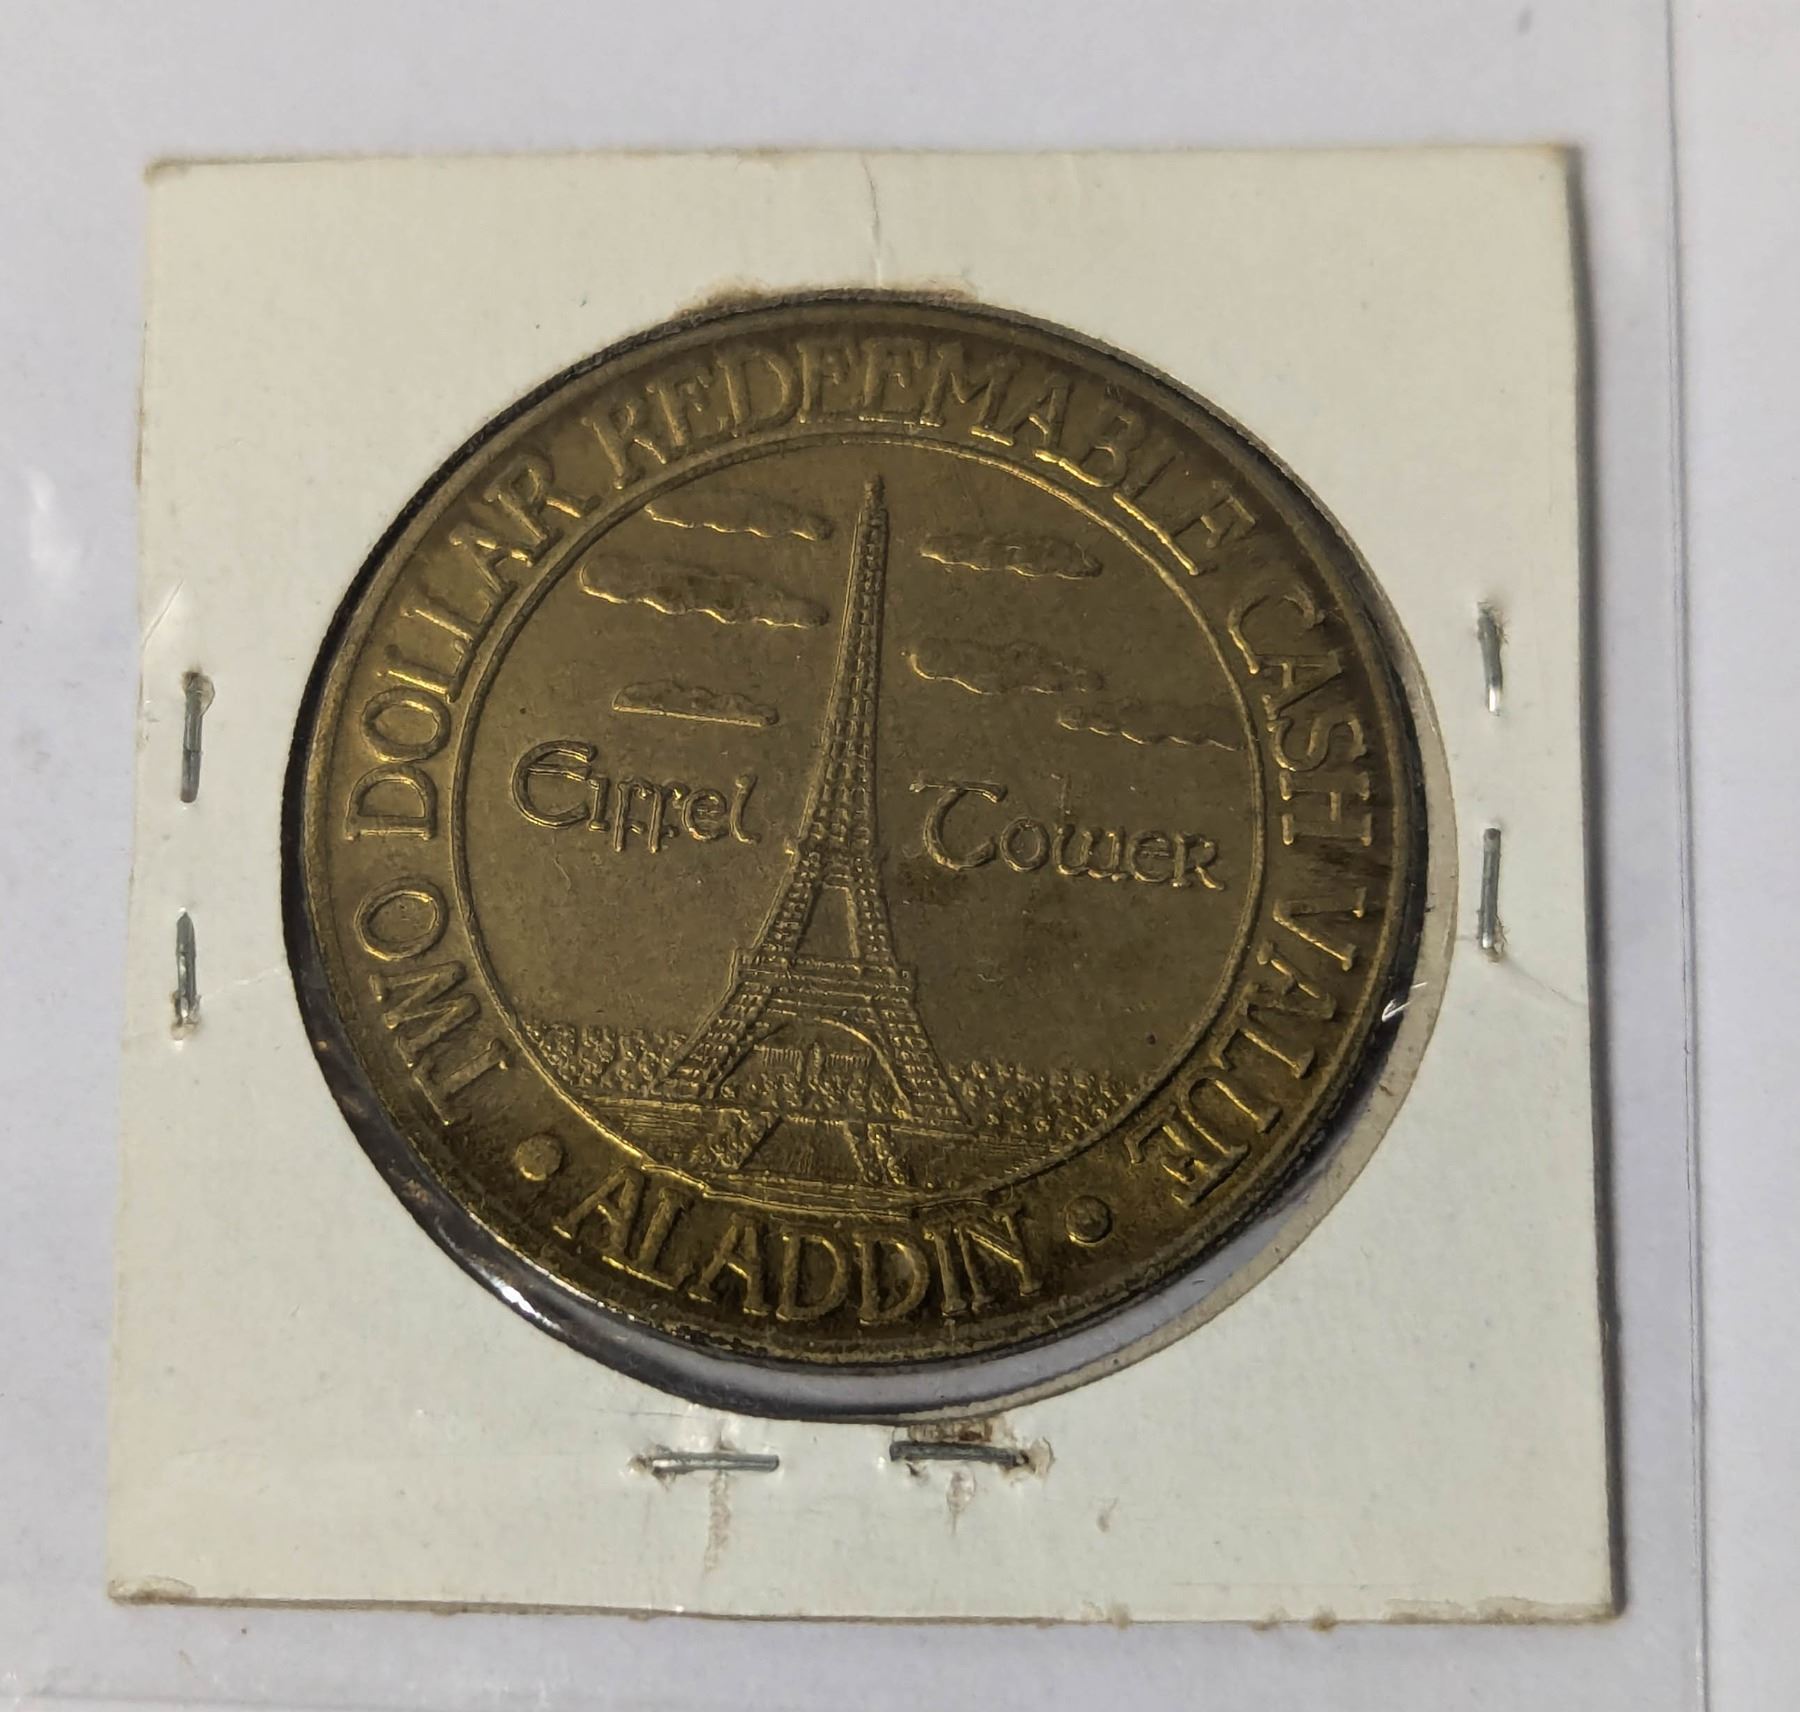 TWO DOLLAR REDEEMABLE CASH VALUE
Eiffel Tower
• ALADDIN •